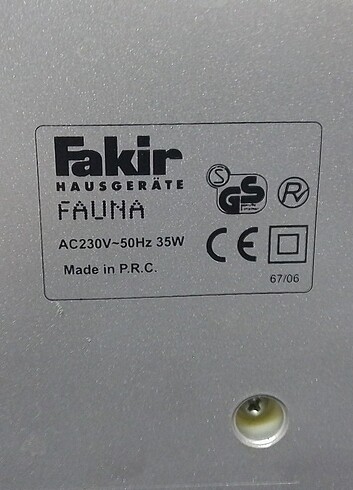 Fakir
HAUSGERÄTE
FAUNA
AC230V~50Hz 35W
Made in P.R.C.
S
GS
CE
67/06